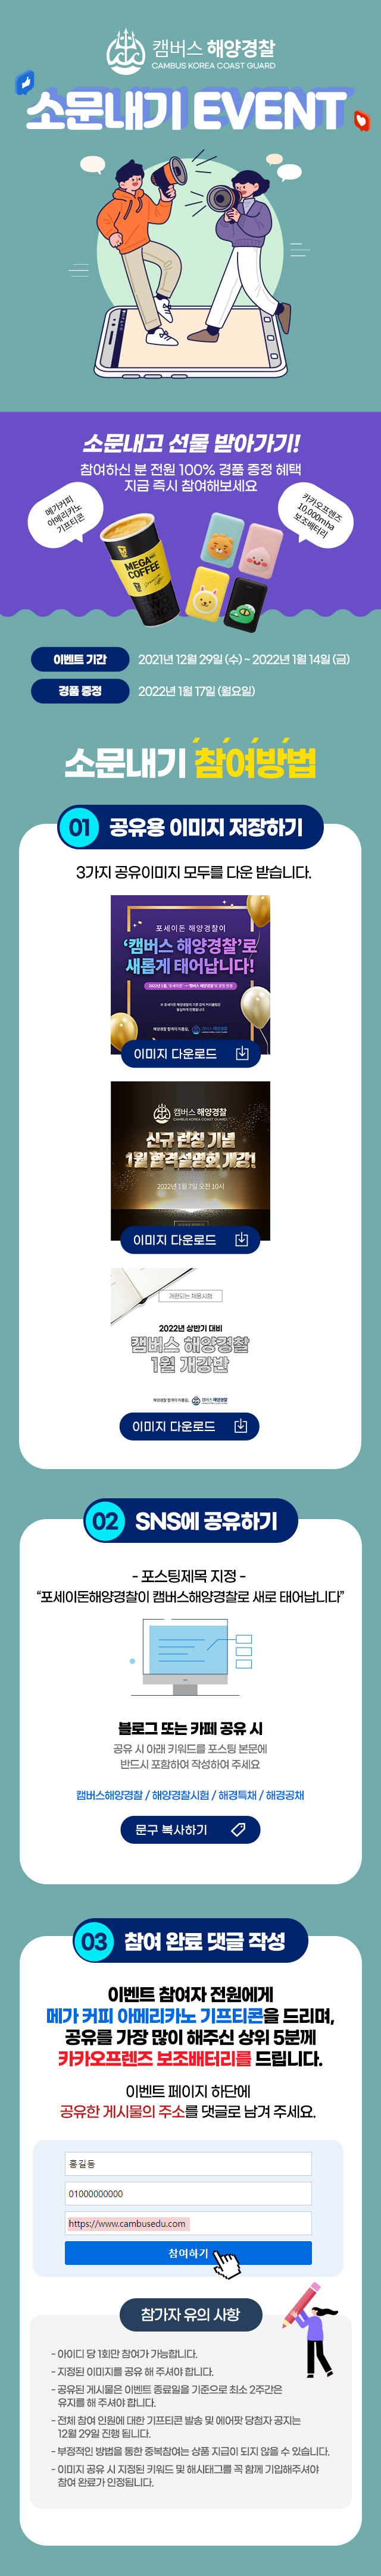 캠버스 해양경찰
CAMBUS KOREA COAST GUARD
소문내기 EVENT
소문내고 선물 받아가기!
참여하신 분 전원 100% 경품 증정 혜택
지금 즉시 참여해보세요
메가커피
아메리카노
기프티콘
카카오프렌즈
10,000mha
보조배터리
MEGA
COFFEE
이벤트 기간 2021년 12월 29일 (수) ~ 2022년 1월 14일 (금)
경품 증정 2022년 1월 17일 (월요일)
소문내기 참여방법
01 공유용 이미지 저장하기
3가지 공유이미지 모두를 다운 받습니다.
포세이돈 해양경찰이
'캠버스 해양경찰'로
새롭게 태어납니다!
이미지 다운로드
캠버스 해양경찰
CAMBUS KOREA COAST GUARD
신규 런칭 기념
1월 합격설명회 개강!
2022년 1월 7일 오전 10시
이미지 다운로드
개편되는 채용시험
2022년 상반기 대비
캠버스 해양경찰
1월 개강반
해양경찰 합격의 지름길, 캠버스 해양경찰
이미지 다운로드
02 SNS에 공유하기
- 포스팅제목 지정 -
“포세이돈해양경찰이 캠버스해양경찰로 새로 태어납니다”
블로그 또는 카페 공유 시
공유 시 아래 키워드를 포스팅 본문에
반드시 포함하여 작성하여 주세요
캠버스해양경찰 / 해양경찰시험 / 해경특채 / 해경공채
문구 복사하기
03 참여 완료 댓글 작성
이벤트 참여자 전원에게
메가 커피 아메리카노 기프티콘을 드리며,
공유를 가장 많이 해주신 상위 5분께
카카오프렌즈 보조배터리를 드립니다.
이벤트 페이지 하단에
공유한 게시물의 주소를 댓글로 남겨 주세요.
홍길동
01000000000
https://www.cambusedu.com
참여하기
참가자 유의 사항
- 아이디 당 1회만 참여가 가능합니다.
- 지정된 이미지를 공유 해 주셔야 합니다.
- 공유된 게시물은 이벤트 종료일을 기준으로 최소 2주간은
유지를 해 주셔야 합니다.
- 전체 참여 인원에 대한 기프티콘 발송 및 에어팟 당첨자 공지는
12월 29일 진행 됩니다.
- 부정적인 방법을 통한 중복참여는 상품 지급이 되지 않을 수 있습니다.
- 이미지 공유 시 지정된 키워드 및 해시태그를 꼭 함께 기입해주셔야
참여 완료가 인정됩니다.